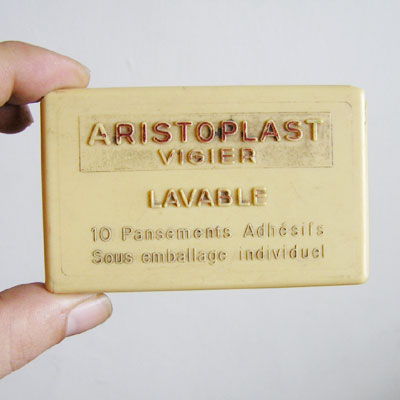 ARISTOPLAST
VIGIER
LAVABLE
10 Pansements Adhésifs
Sous emballage individuel